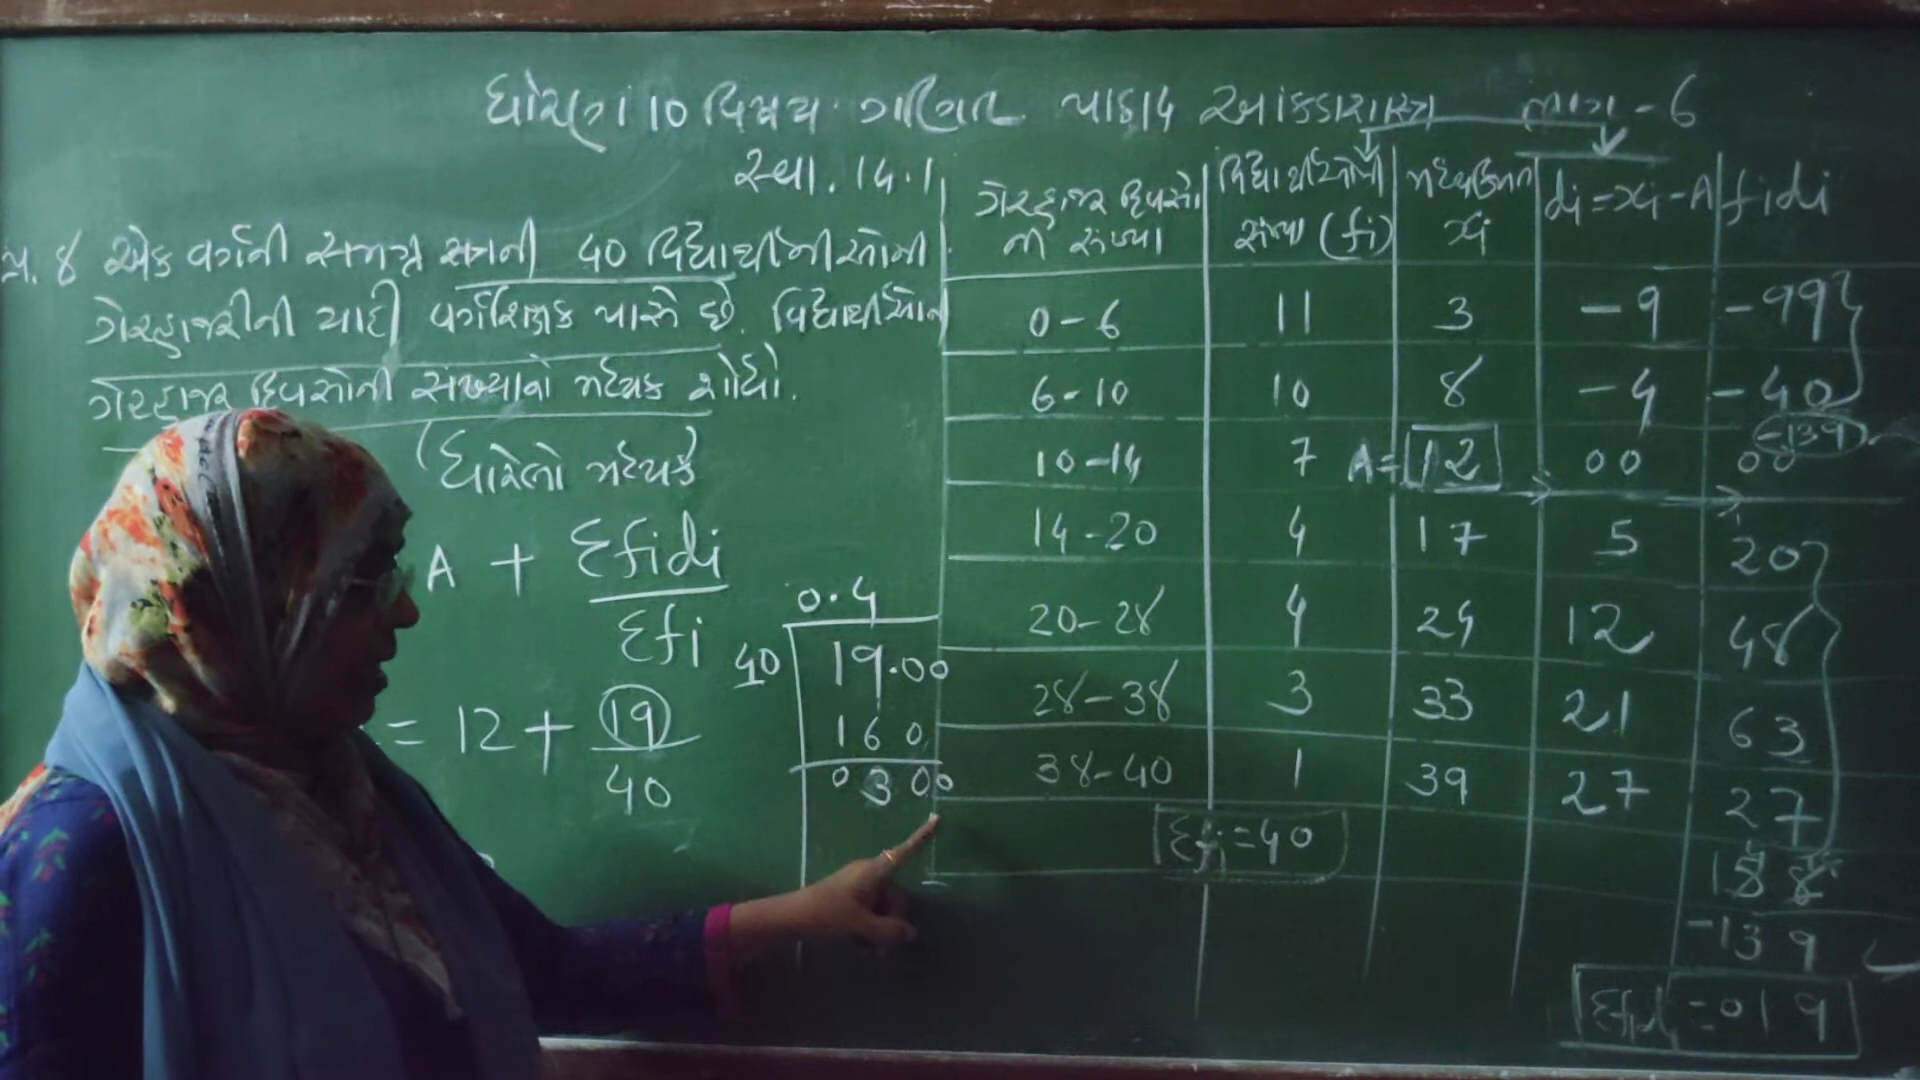 ધોરણ 10 વિષય ગણિત પાઠ 14 આંકડાશાસ્ત્ર ભાગ - 6
સ્વા. 14.1
પ્ર. 8 એક વર્ગની સમગ્ર સત્રની 40 વિદ્યાર્થીનીઓની
ગેરહાજરીની યાદી વર્ગશિક્ષક પાસે છે. વિદ્યાર્થીઓના
ગેરહાજર દિવસોની સંખ્યાનો મધ્યક શોધો.
(ધારેલો મધ્યક)
A + Σfidi
Σfi
= 12 + 19
40
0.4
40 19.00
160
0300
ગેરહાજર દિવસો વિદ્યાર્થીઓની મધ્યકિંમત di = xi - A fidi
ની સંખ્યા સંખ્યા (fi) xi
0-6 11 3 -9 -99
6-10 10 8 -4 -40
-139
10-14 7 A= 12 00 00
14-20 4 17 5 20
20-28 4 24 12 48
28-38 3 33 21 63
38-40 1 39 27 27
Σfi = 40
-139
Σfidi = 019